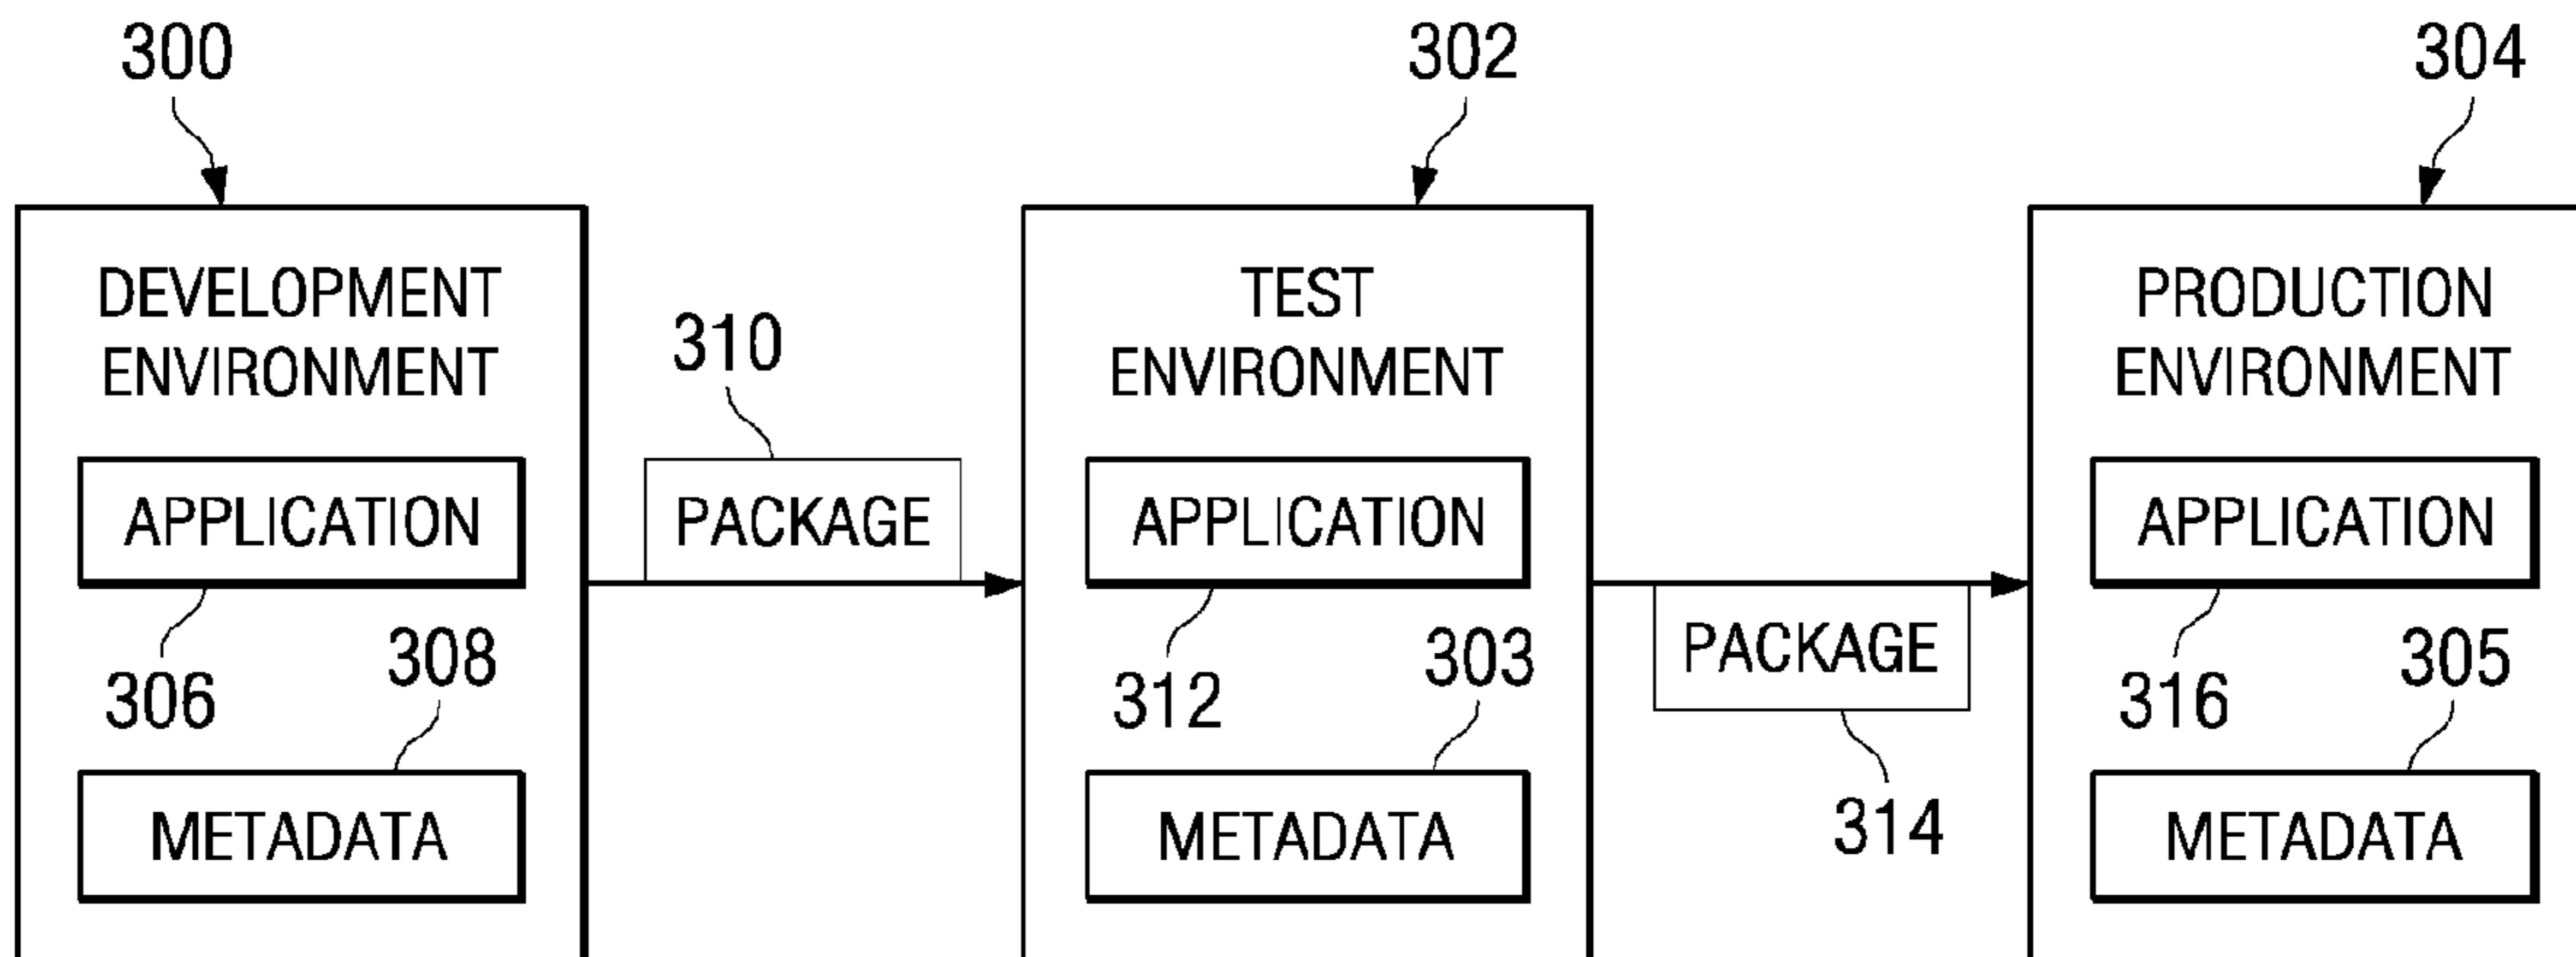 300
302
304
DEVELOPMENT
ENVIRONMENT
310
TEST
ENVIRONMENT
PRODUCTION
ENVIRONMENT
APPLICATION
PACKAGE
APPLICATION
APPLICATION
306
308
312
303
PACKAGE
314
316
305
METADATA
METADATA
METADATA